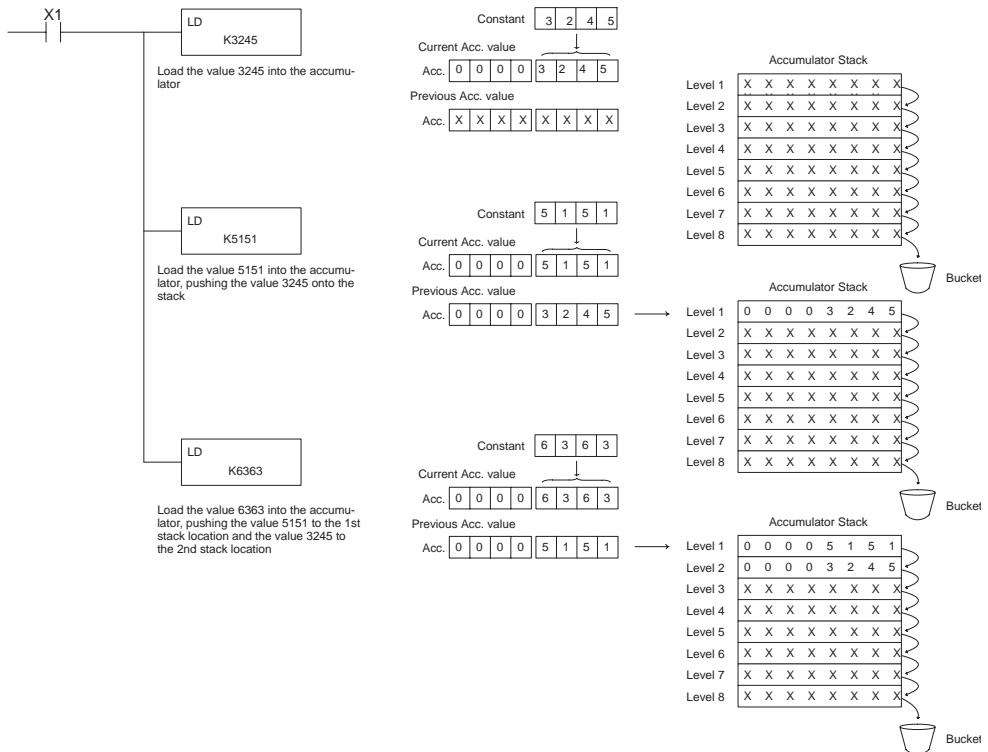 X1
LD
K3245
Load the value 3245 into the accumu-
lator
Constant 3 2 4 5
Current Acc. value
Acc. 0 0 0 0 3 2 4 5
Previous Acc. value
Acc. X X X X X X X X
Accumulator Stack
Level 1 X X X X X X X X
Level 2 X X X X X X X X
Level 3 X X X X X X X X
Level 4 X X X X X X X X
Level 5 X X X X X X X X
Level 6 X X X X X X X X
Level 7 X X X X X X X X
Level 8 X X X X X X X X
Bucket
LD
K5151
Load the value 5151 into the accumu-
lator, pushing the value 3245 onto the
stack
Constant 5 1 5 1
Current Acc. value
Acc. 0 0 0 0 5 1 5 1
Previous Acc. value
Acc. 0 0 0 0 3 2 4 5
Accumulator Stack
Level 1 0 0 0 0 3 2 4 5
Level 2 X X X X X X X X
Level 3 X X X X X X X X
Level 4 X X X X X X X X
Level 5 X X X X X X X X
Level 6 X X X X X X X X
Level 7 X X X X X X X X
Level 8 X X X X X X X X
Bucket
LD
K6363
Load the value 6363 into the accumu-
lator, pushing the value 5151 to the 1st
stack location and the value 3245 to
the 2nd stack location
Constant 6 3 6 3
Current Acc. value
Acc. 0 0 0 0 6 3 6 3
Previous Acc. value
Acc. 0 0 0 0 5 1 5 1
Accumulator Stack
Level 1 0 0 0 0 5 1 5 1
Level 2 0 0 0 0 3 2 4 5
Level 3 X X X X X X X X
Level 4 X X X X X X X X
Level 5 X X X X X X X X
Level 6 X X X X X X X X
Level 7 X X X X X X X X
Level 8 X X X X X X X X
Bucket